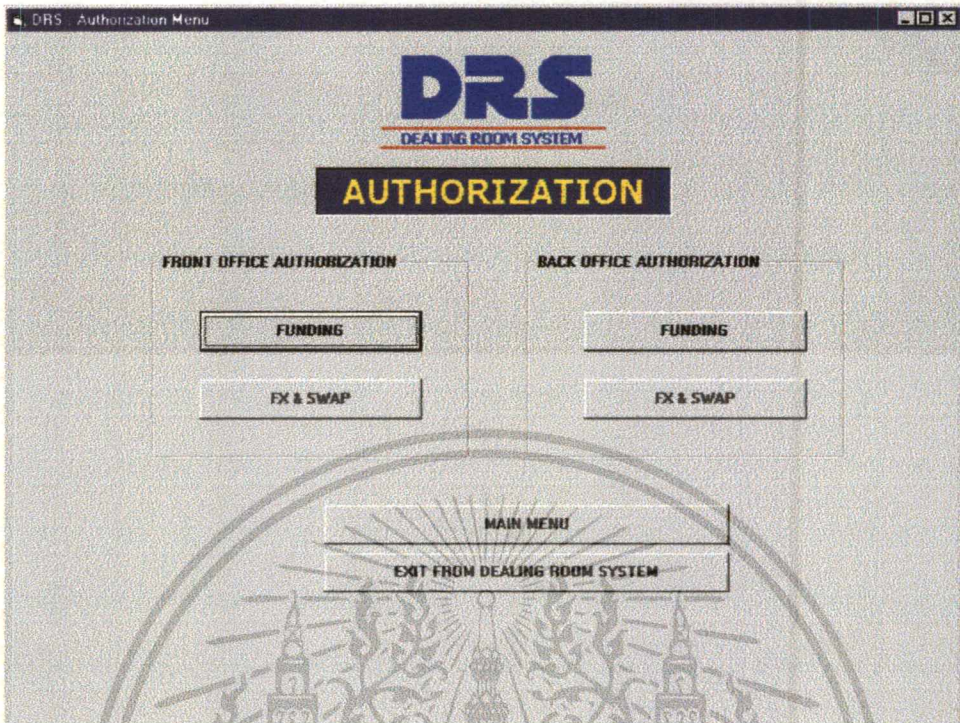 DRS : Authorization Menu
DRS
DEALING ROOM SYSTEM
AUTHORIZATION
FRONT OFFICE AUTHORIZATION
FUNDING
FX & SWAP
BACK OFFICE AUTHORIZATION
FUNDING
FX & SWAP
MAIN MENU
EXIT FROM DEALING ROOM SYSTEM